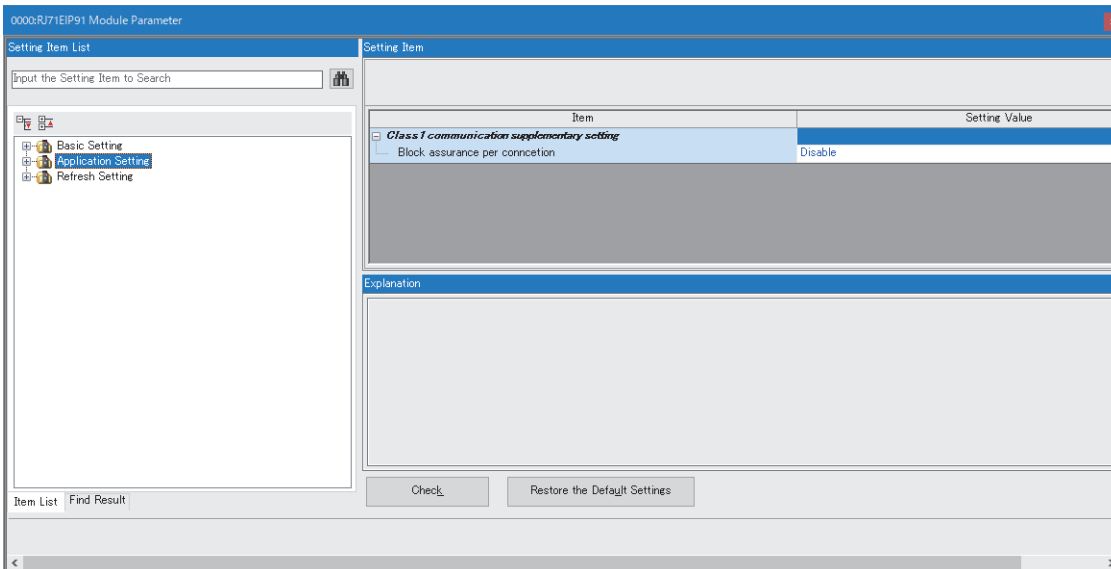 0000:RJ71EIP91 Module Parameter
Setting Item List
Input the Setting Item to Search
Basic Setting
Application Setting
Refresh Setting
Item List Find Result
Setting Item
Item Setting Value
Class 1 communication supplementary setting
Block assurance per conncetion Disable
Explanation
Check Restore the Default Settings